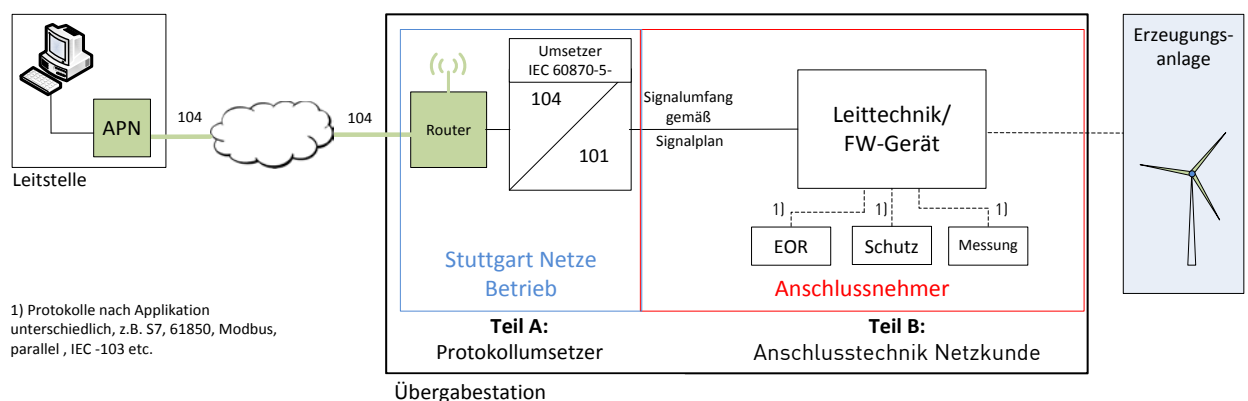 APN
Leitstelle
104
104
Router
Umsetzer
IEC 60870-5-
104
101
Stuttgart Netze
Betrieb
Signalumfang
gemäß
Signalplan
Leittechnik/
FW-Gerät
1)
1)
1)
EOR
Schutz
Messung
Anschlussnehmer
Erzeugungs-
anlage
Teil A:
Protokollumsetzer
Teil B:
Anschlusstechnik Netzkunde
Übergabestation
1) Protokolle nach Applikation
unterschiedlich, z.B. S7, 61850, Modbus,
parallel , IEC -103 etc.